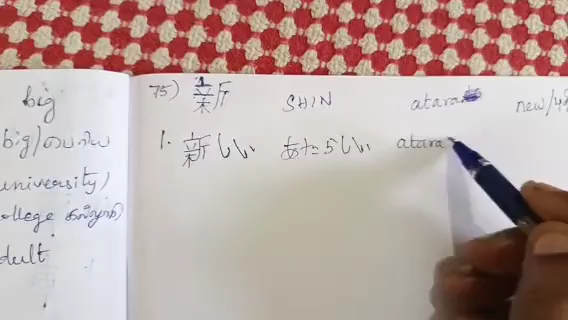 big
big/பெரிய
university)
ollege கல்லூரி)
dult
75) 新 SHIN atara new/
1. 新しい あたらしい atara